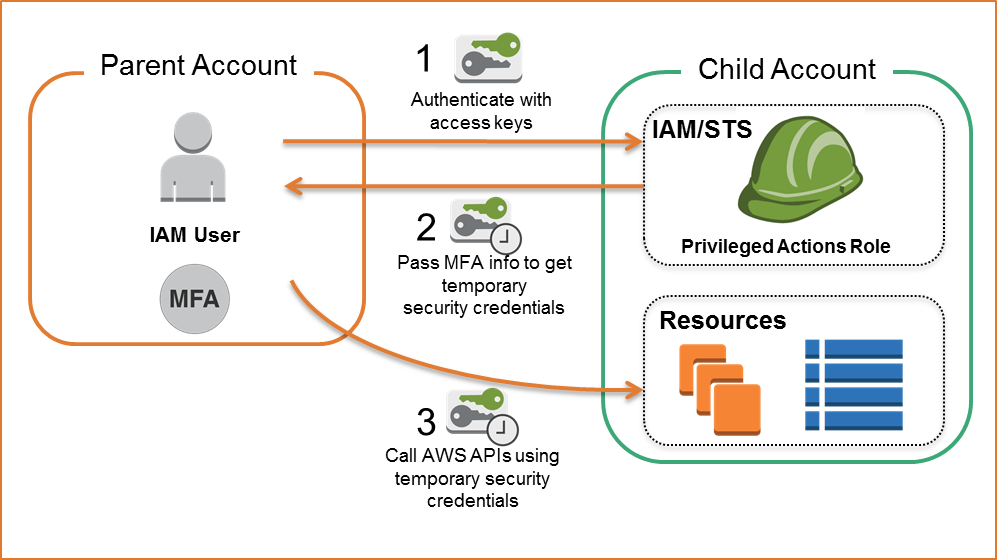 Parent Account
IAM User
MFA
1
Authenticate with
access keys
2
Pass MFA info to get
temporary
security credentials
3
Call AWS APIs using
temporary security
credentials
Child Account
IAM/STS
Privileged Actions Role
Resources